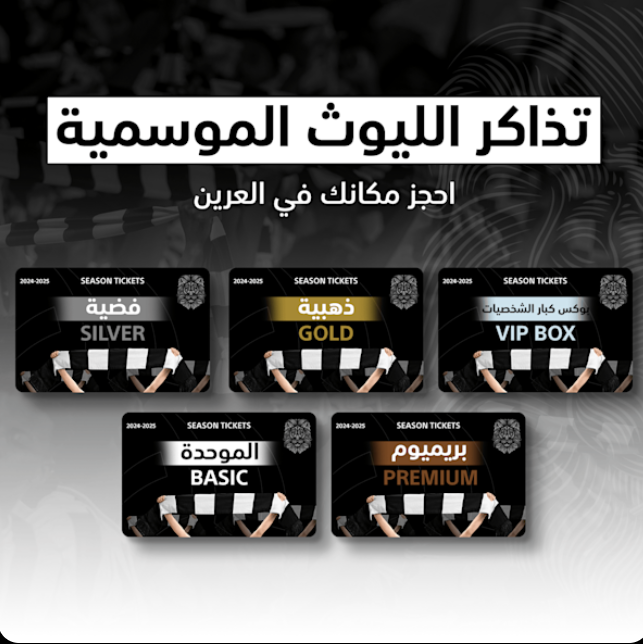 تذاكر الليوث الموسمية
احجز مكانك في العرين
2024-2025 SEASON TICKETS
فضية
SILVER
2024-2025 SEASON TICKETS
ذهبية
GOLD
2024-2025 SEASON TICKETS
بوكس كبار الشخصيات
VIP BOX
2024-2025 SEASON TICKETS
الموحدة
BASIC
2024-2025 SEASON TICKETS
بريميوم
PREMIUM